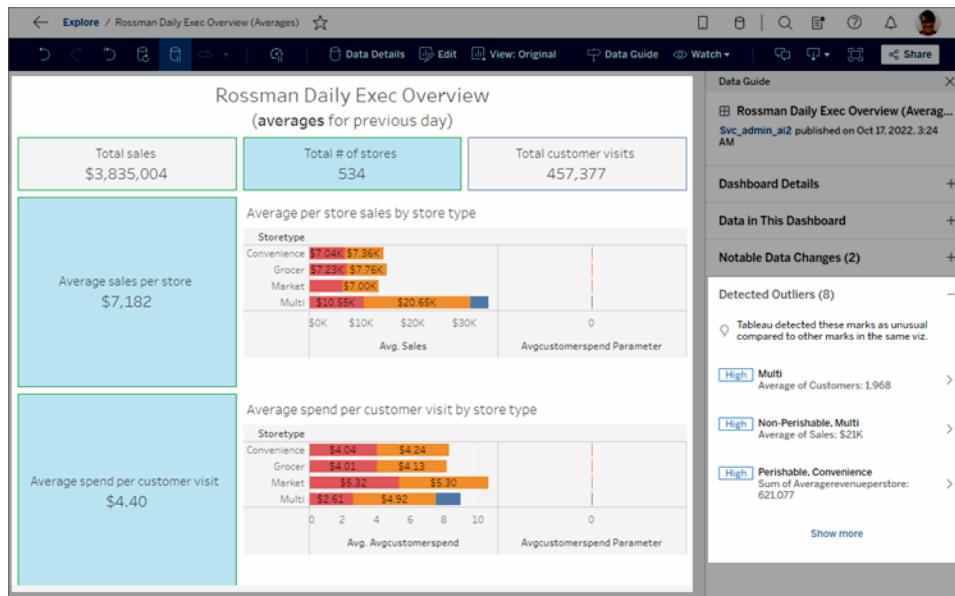 Explore / Rossman Daily Exec Overview (Averages)
Data Details Edit View: Original Data Guide Watch Share
Rossman Daily Exec Overview
(averages for previous day)
Total sales
$3,835,004
Total # of stores
534
Total customer visits
457,377
Average sales per store
$7,182
Average per store sales by store type
Storetype
Convenience $7.04K $7.36K
Grocer $7.23K $7.76K
Market $7.00K
Multi $10.55K $20.65K
$0K $10K $20K $30K 0
Avg. Sales Avgcustomerspend Parameter
Average spend per customer visit
$4.40
Average spend per customer visit by store type
Storetype
Convenience $4.04 $4.24
Grocer $4.01 $4.13
Market $5.32 $5.30
Multi $2.61 $4.92
0 2 4 6 8 10 0
Avg. Avgcustomerspend Avgcustomerspend Parameter
Data Guide
Rossman Daily Exec Overview (Averag...
Svc_admin_ai2 published on Oct 17, 2022, 3:24
AM
Dashboard Details
Data in This Dashboard
Notable Data Changes (2)
Detected Outliers (8)
Tableau detected these marks as unusual
compared to other marks in the same viz.
High Multi
Average of Customers: 1,968
High Non-Perishable, Multi
Average of Sales: $21K
High Perishable, Convenience
Sum of Averagerevenueperstore:
621,077
Show more